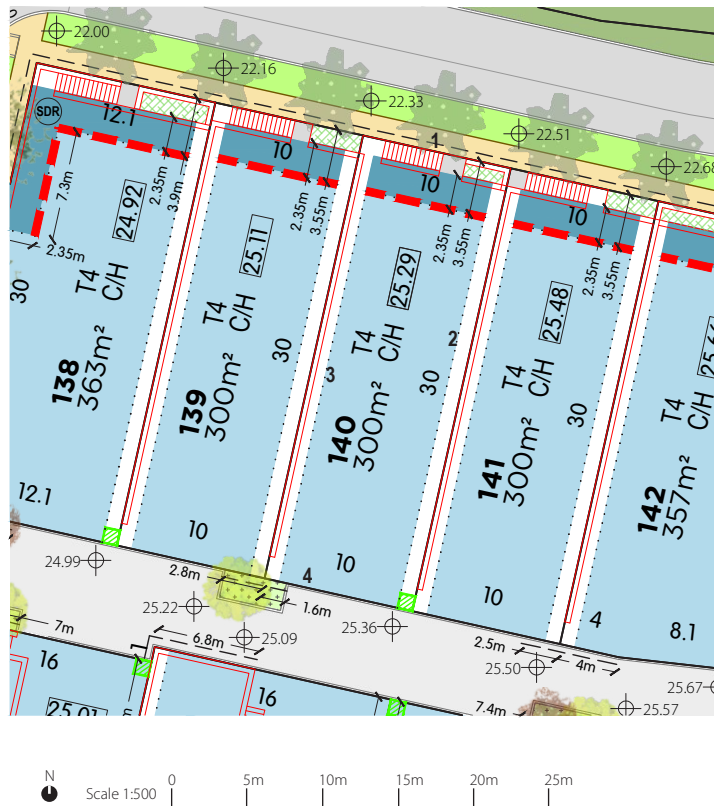 22.00
22.16
22.33
22.51
22.68
SDR
12.1
10
1
10
10
2.35m
3.9m
7.3m
2.35m
2.35m
3.55m
2.35m
3.55m
2.35m
3.55m
24.92
25.11
25.29
25.48
30
T4
C/H
138
363m²
30
T4
C/H
139
300m²
3
30
T4
C/H
140
300m²
2
30
T4
C/H
141
300m²
T4
C/H
142
357m²
12.1
10
10
10
4
8.1
24.99
2.8m
4
1.6m
25.22
25.09
25.36
7m
6.8m
2.5m
4m
25.50
25.67
25.57
7.4m
16
1
16
25.01
N
Scale 1:500
0 5m 10m 15m 20m 25m